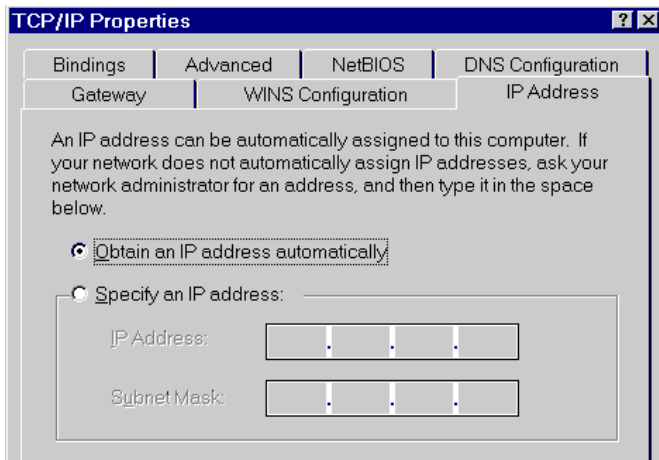 TCP/IP Properties
? X
Bindings Advanced NetBIOS DNS Configuration
Gateway WINS Configuration IP Address
An IP address can be automatically assigned to this computer. If
your network does not automatically assign IP addresses, ask your
network administrator for an address, and then type it in the space
below.
Obtain an IP address automatically
Specify an IP address:
IP Address:
. . .
Subnet Mask:
. . .